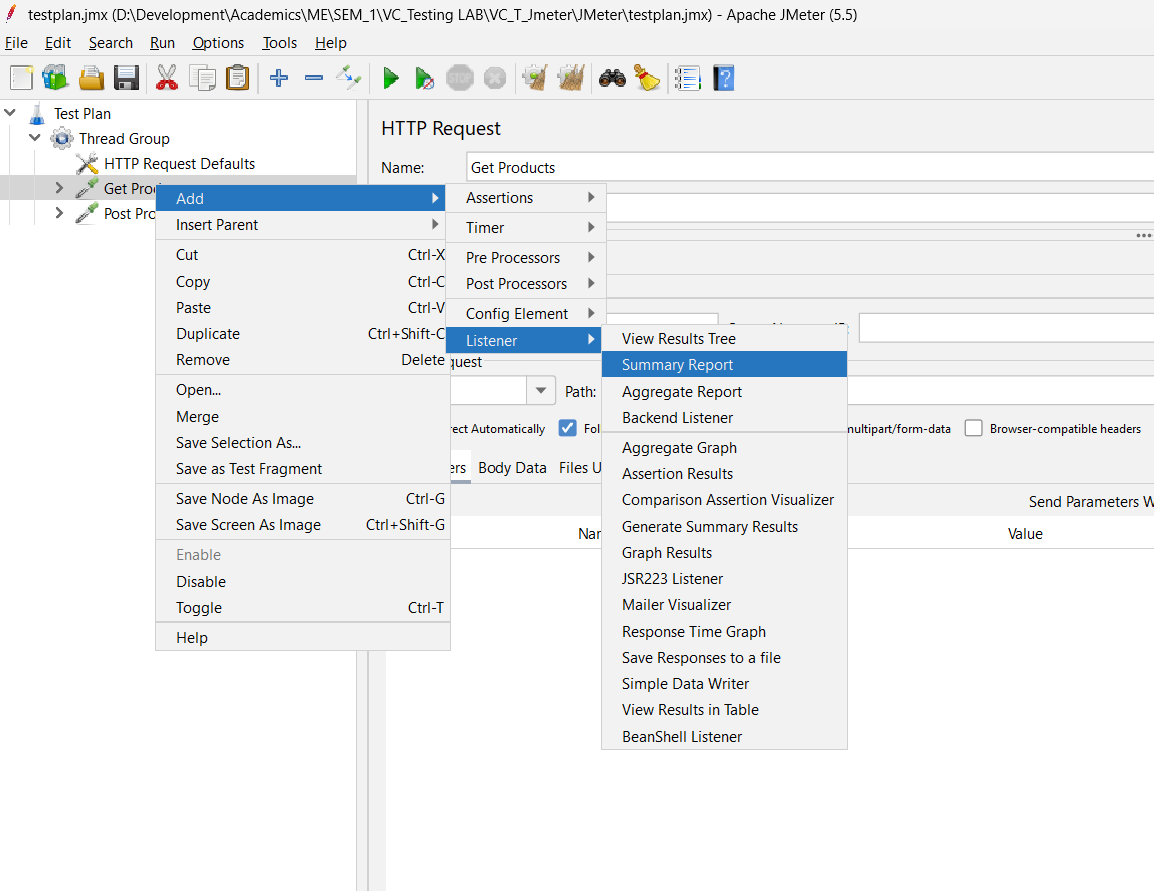 testplan.jmx (D:\Development\Academics\ME\SEM_1\VC_Testing LAB\VC_T_Jmeter\JMeter\testplan.jmx) - Apache JMeter (5.5)
File Edit Search Run Options Tools Help
STOP
Test Plan
Thread Group
HTTP Request Defaults
Get Prod
Post Pro
HTTP Request
Name: Get Products
Add
Insert Parent
Cut Ctrl-X
Copy Ctrl-C
Paste Ctrl-V
Duplicate Ctrl+Shift-C
Remove Delete
Open...
Merge
Save Selection As...
Save as Test Fragment
Save Node As Image Ctrl-G
Save Screen As Image Ctrl+Shift-G
Enable
Disable
Toggle Ctrl-T
Help
Assertions
Timer
Pre Processors
Post Processors
Config Element
Listener
View Results Tree
Summary Report
Aggregate Report
Backend Listener
Aggregate Graph
Assertion Results
Comparison Assertion Visualizer
Generate Summary Results
Graph Results
JSR223 Listener
Mailer Visualizer
Response Time Graph
Save Responses to a file
Simple Data Writer
View Results in Table
BeanShell Listener
quest
Path:
rect Automatically Foll multipart/form-data Browser-compatible headers
ers Body Data Files U
Send Parameters W
Nar Value